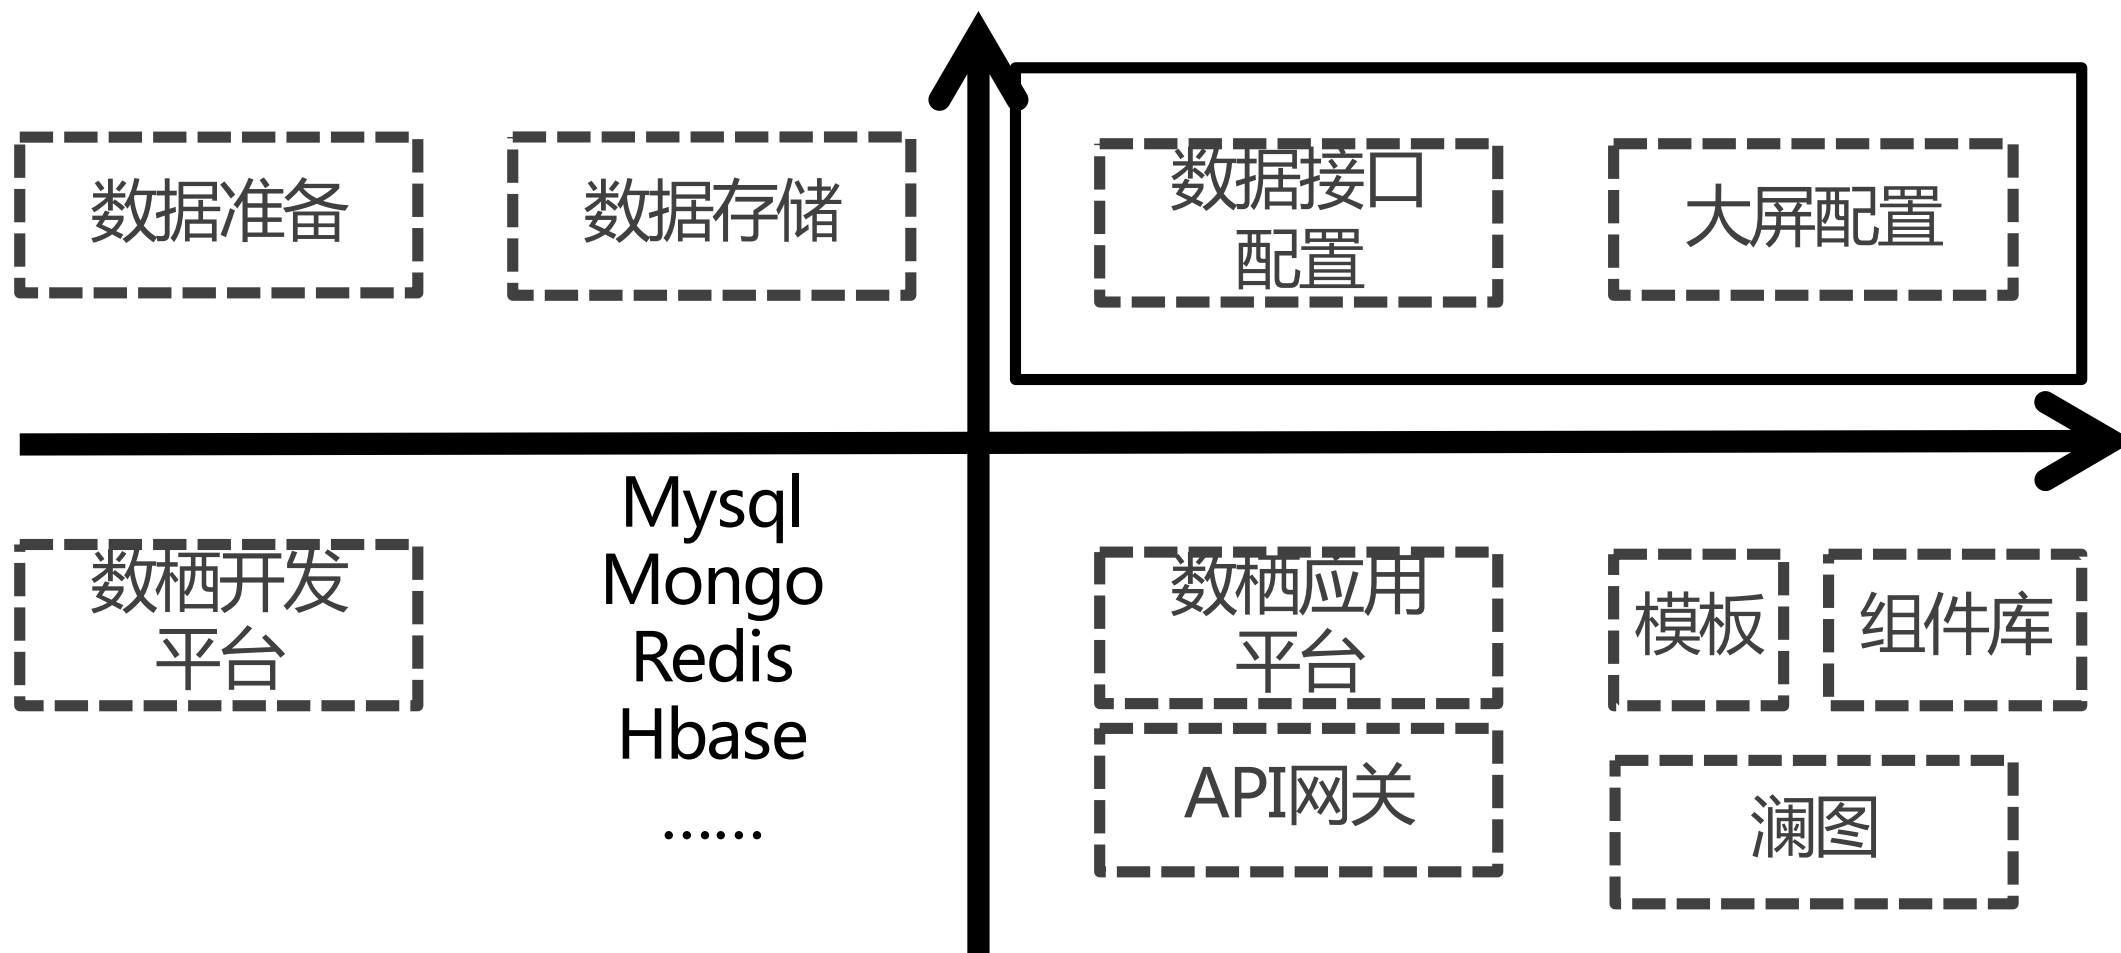 数据准备
数据存储
数据接口
配置
大屏配置
数栖开发
平台
Mysql
Mongo
Redis
Hbase
......
数栖应用
平台
API网关
模板
组件库
澜图